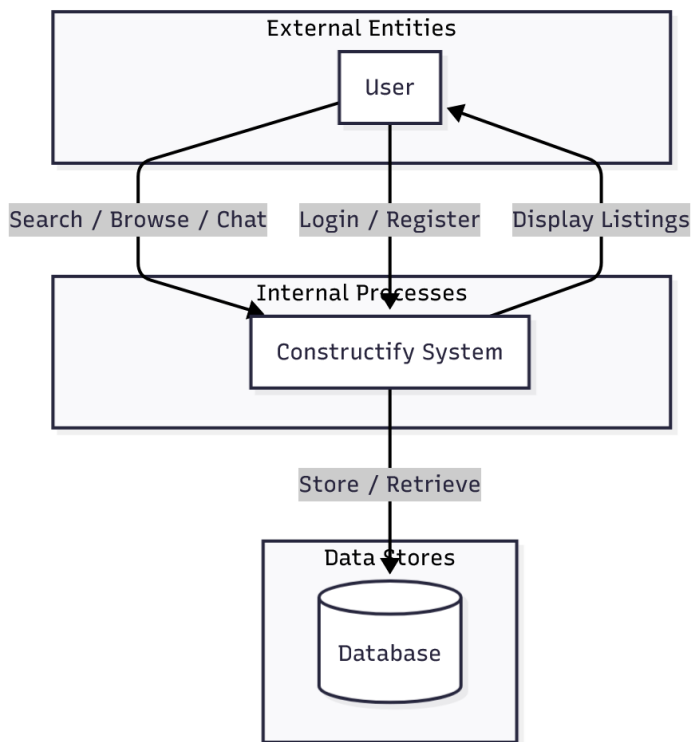 External Entities
User
Search / Browse / Chat
Login / Register
Display Listings
Internal Processes
Constructify System
Store / Retrieve
Data Stores
Database